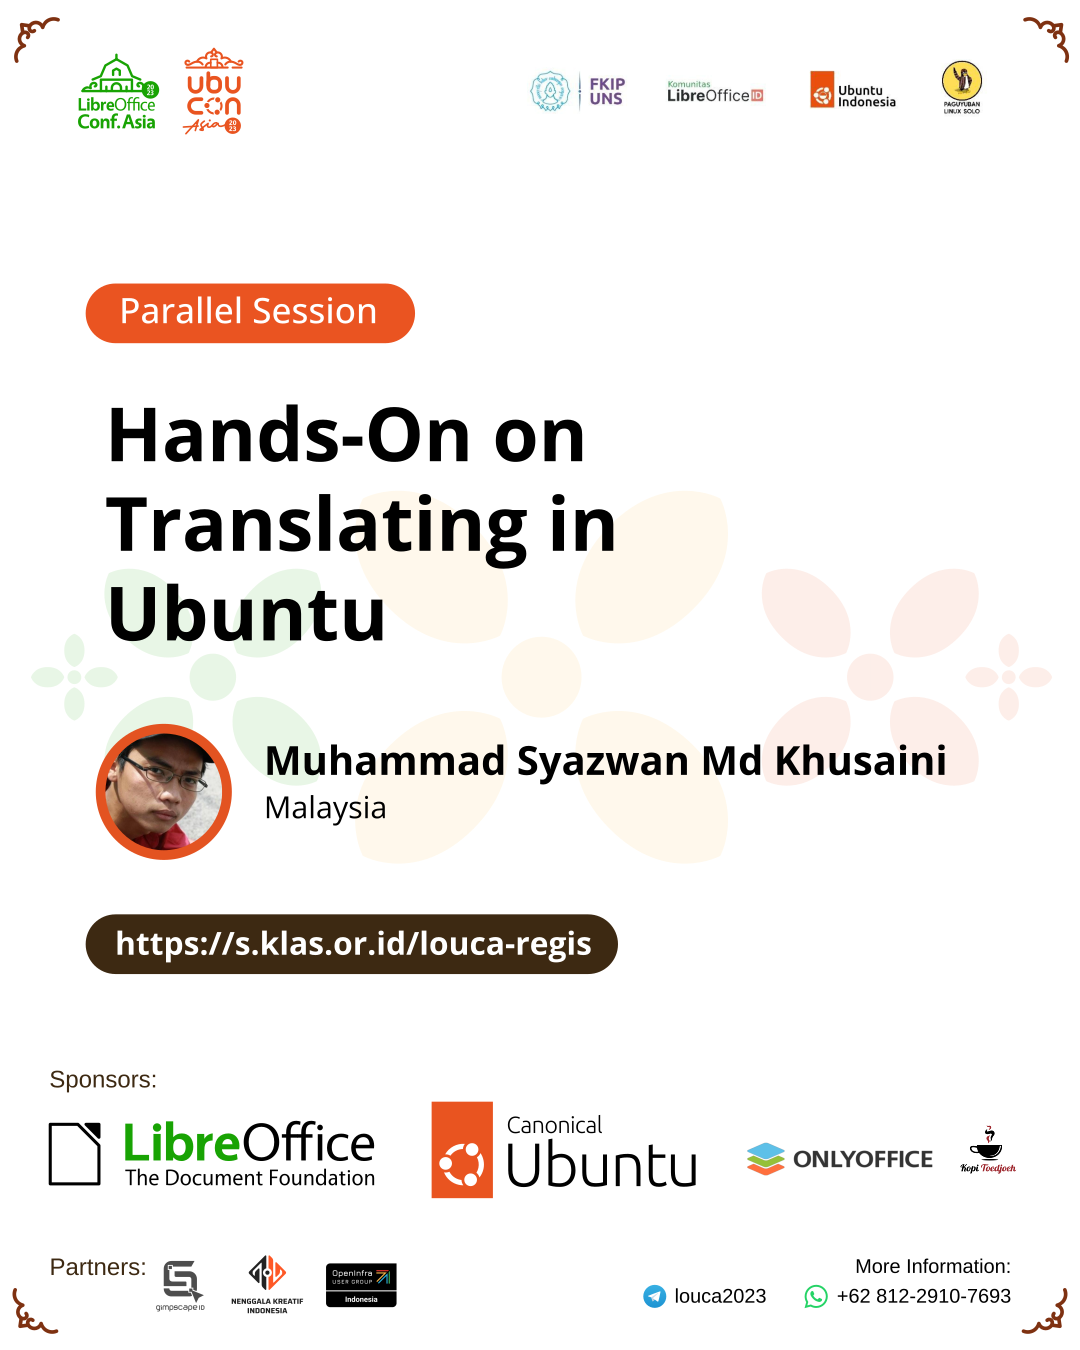 LibreOffice
Conf. Asia
2023
ubu
con
Asia
2023
FKIP
UNS
Komunitas
LibreOffice ID
Ubuntu
Indonesia
PAGUYUBAN
LINUX SOLO
Parallel Session
Hands-On on
Translating in
Ubuntu
Muhammad Syazwan Md Khusaini
Malaysia
https://s.klas.or.id/louca-regis
Sponsors:
LibreOffice
The Document Foundation
Canonical
Ubuntu
ONLYOFFICE
Kopi Toedjoeh
Partners:
gimpscape ID
NENGGALA KREATIF
INDONESIA
OpenInfra
USER GROUP
Indonesia
More Information:
louca2023
+62 812-2910-7693